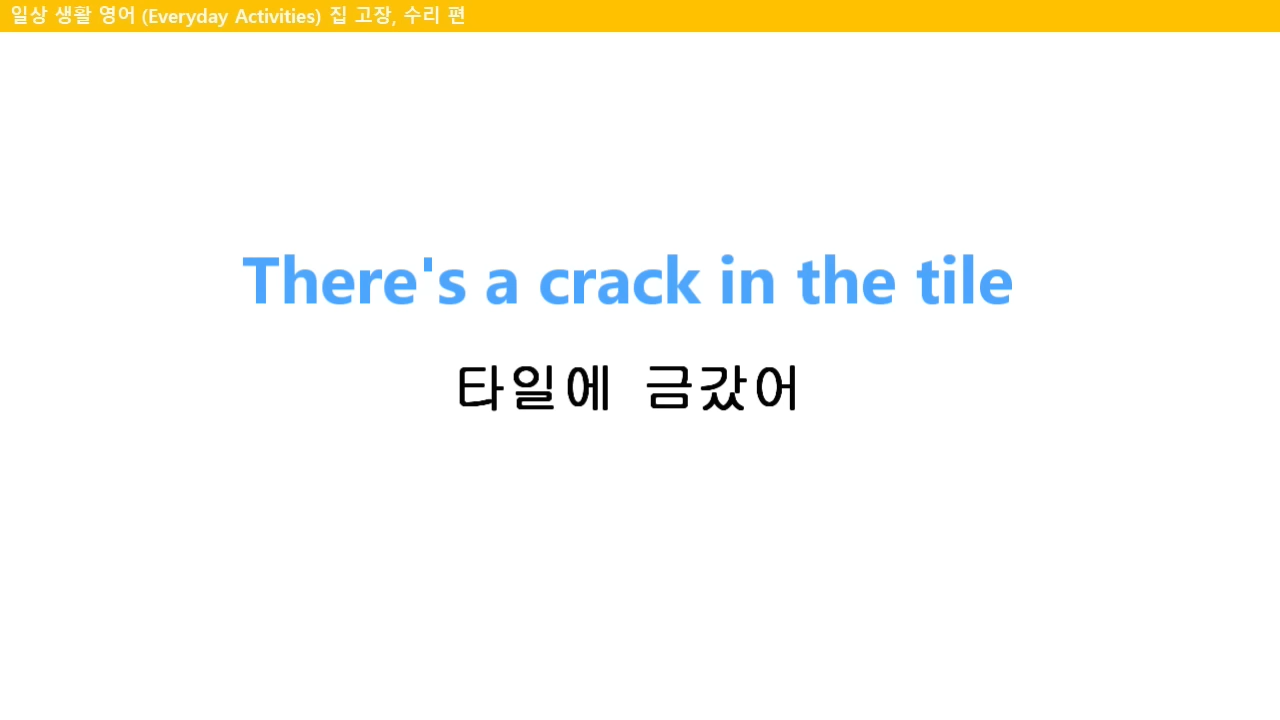 일상 생활 영어 (Everyday Activities) 집 고장, 수리 편
There's a crack in the tile
타일에 금갔어